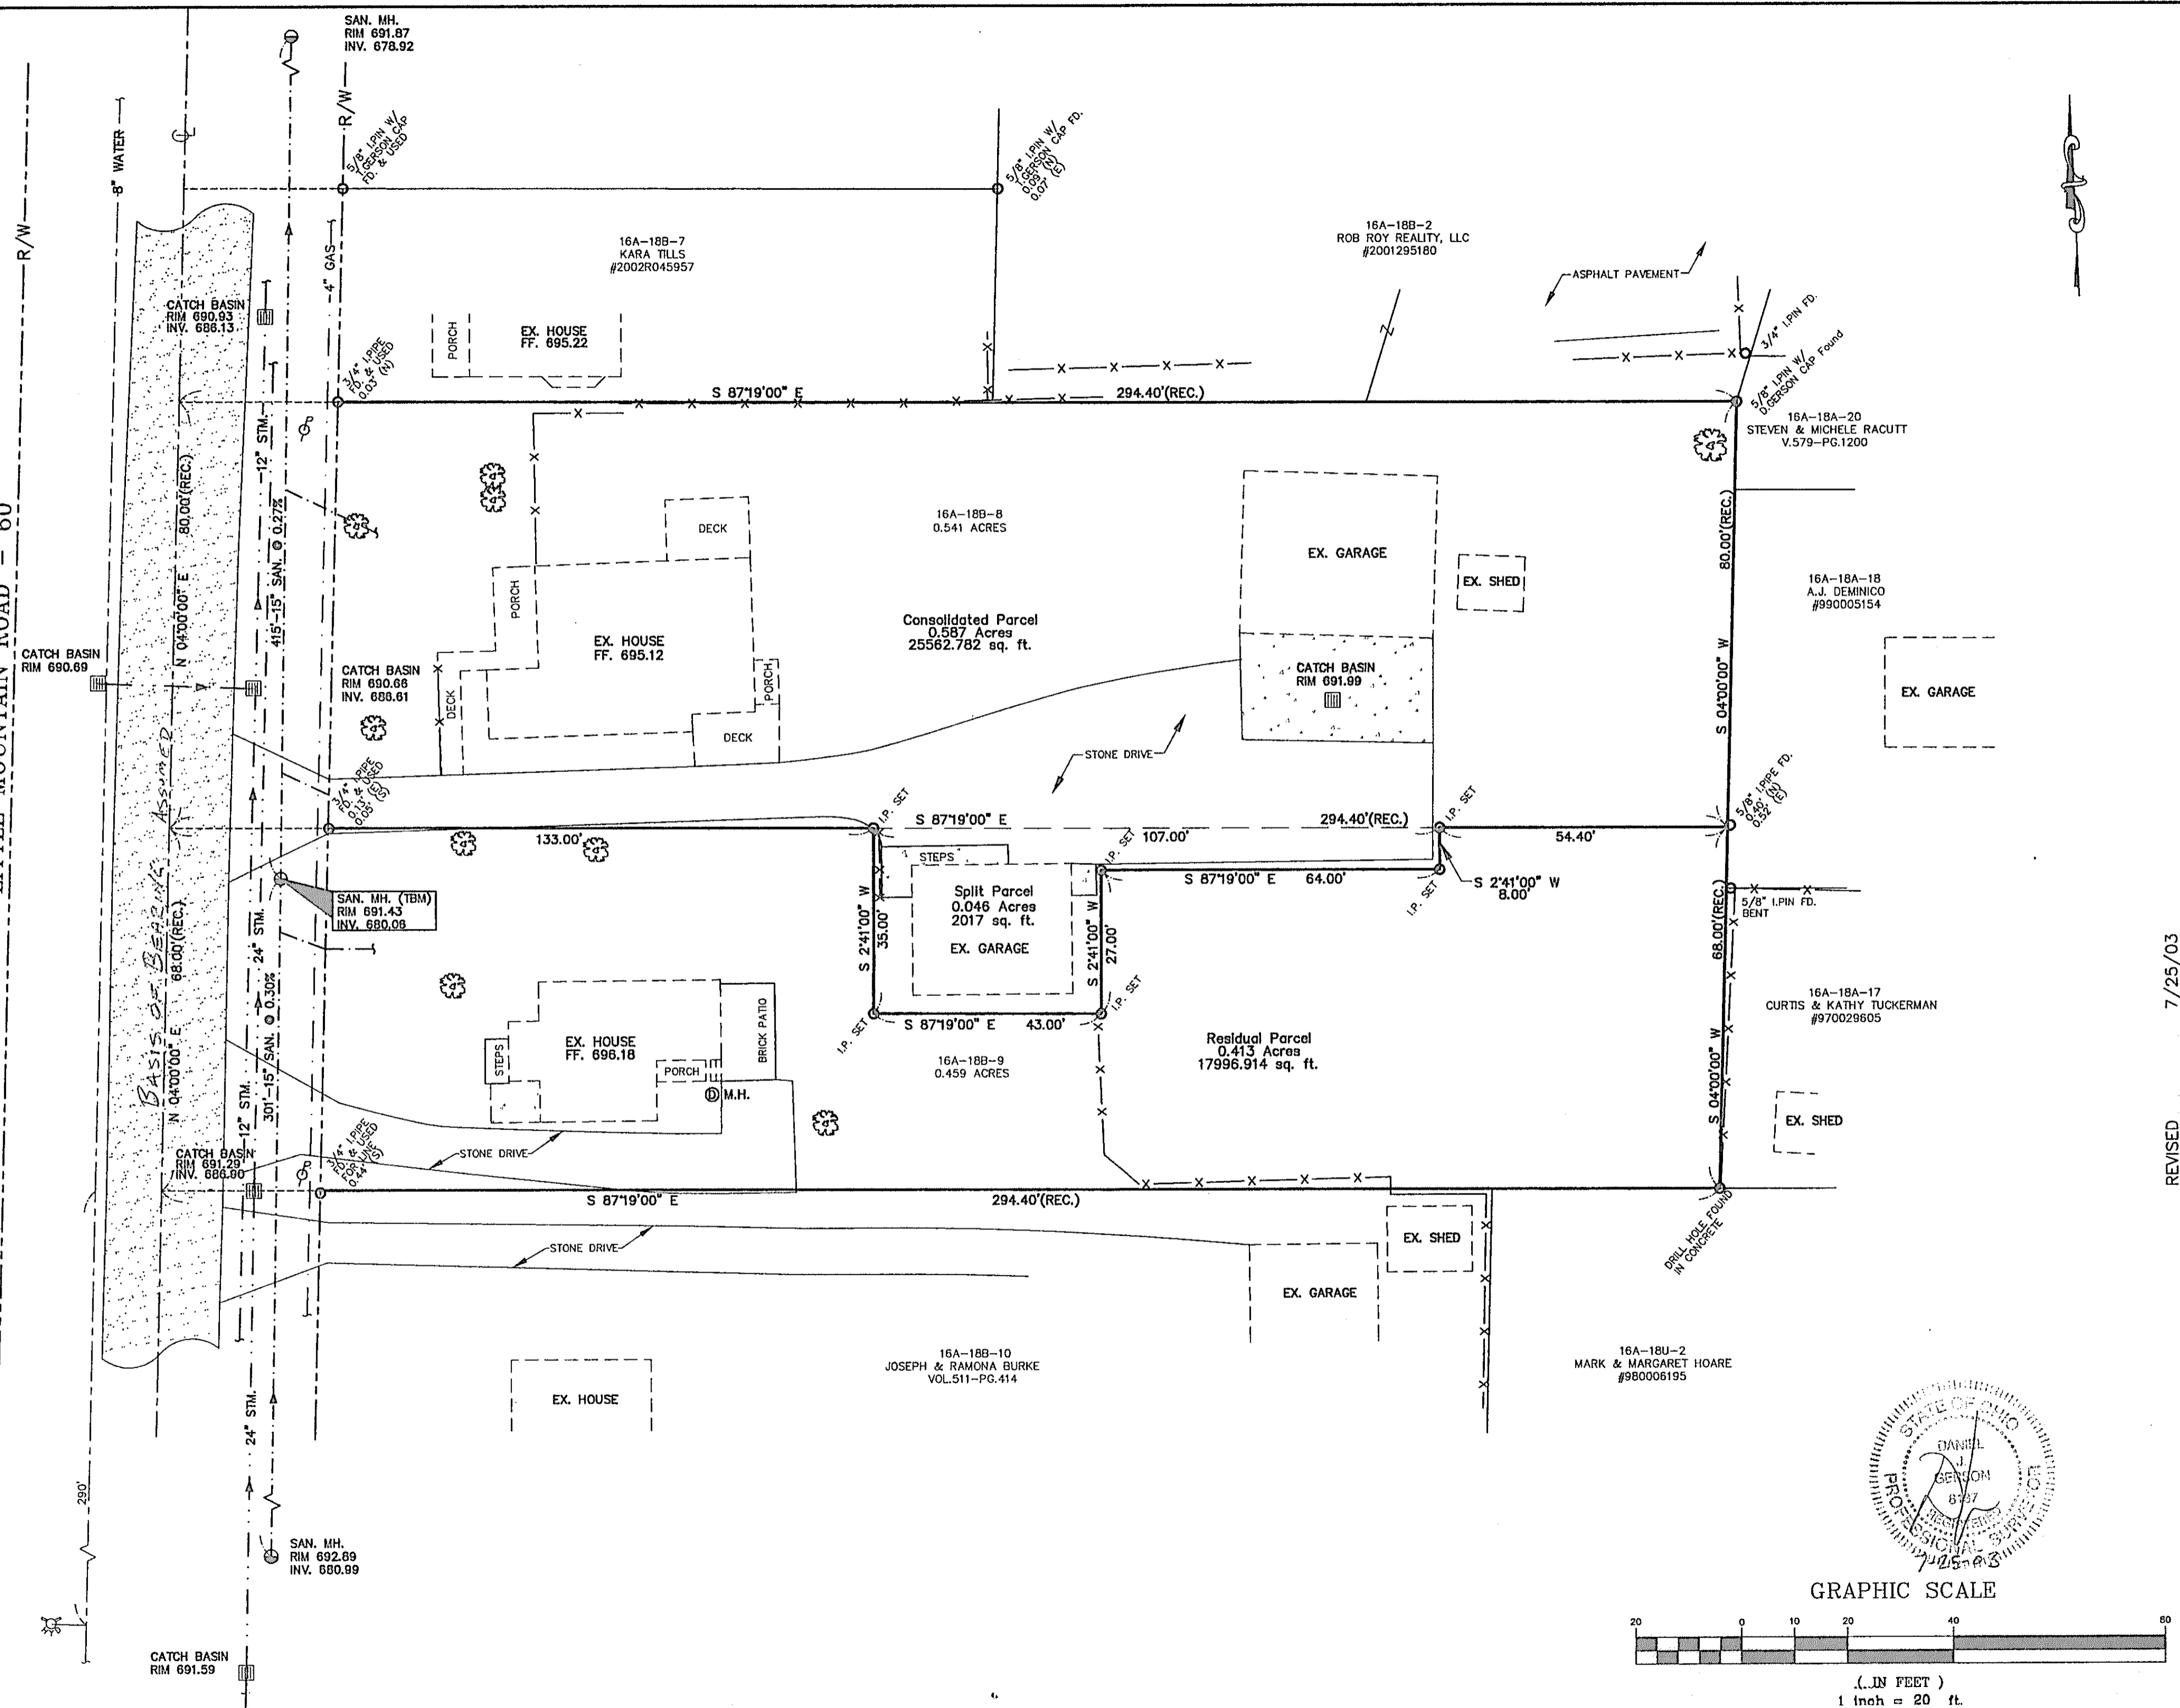 SAN. MH.
RIM 691.87
INV. 678.92
R/W
R/W
8" WATER
5/8" I.PIN W/
T.GERSON CAP
FD. & USED
5/8" I.PIN W/
T.GERSON CAP FD.
0.09' (N)
0.07' (E)
16A-18B-7
KARA TILLS
#2002R045957
16A-18B-2
ROB ROY REALITY, LLC
#2001295180
ASPHALT PAVEMENT
4" GAS
CATCH BASIN
RIM 690.93
INV. 686.13
PORCH
EX. HOUSE
FF. 695.22
3/4" I.PIPE
FD. & USED
0.03' (N)
3/4" I.PIN FD.
5/8" I.PIN W/
D.GERSON CAP Found
S 87°19'00" E
294.40'(REC.)
16A-18A-20
STEVEN & MICHELE RACUTT
V.579-PG.1200
12" STM.
80.00'(REC.)
N 04°00'00" E
415'-15" SAN. @ 0.27%
MOUNTAIN ROAD - 60'
16A-18B-8
0.541 ACRES
DECK
EX. GARAGE
EX. SHED
80.00'(REC.)
S 04°00'00" W
16A-18A-18
A.J. DEMINICO
#990005154
PORCH
EX. HOUSE
FF. 695.12
Consolidated Parcel
0.587 Acres
25562.782 sq. ft.
CATCH BASIN
RIM 690.69
CATCH BASIN
RIM 690.66
INV. 686.61
DECK
PORCH
DECK
CATCH BASIN
RIM 691.99
EX. GARAGE
STONE DRIVE
3/4" I.PIPE
FD. & USED
0.13' (E)
0.05' (S)
I.P. SET
S 87°19'00" E
294.40'(REC.)
I.P. SET
5/8" I.PIPE FD.
0.40' (N)
0.52' (E)
133.00'
107.00'
54.40'
I.P. SET
STEPS
S 87°19'00" E
64.00'
S 2°41'00" W
8.00'
I.P. SET
Split Parcel
0.046 Acres
2017 sq. ft.
EX. GARAGE
S 2°41'00" W
35.00'
S 2°41'00" W
27.00'
SAN. MH. (TBM)
RIM 691.43
INV. 680.06
5/8" I.PIN FD.
BENT
68.00'(REC.)
S 04°00'00" W
BASIS OF BEARING ASSUMED
N 04°00'00" E
68.00'(REC.)
24" STM.
301'-15" SAN. @ 0.30%
12" STM.
I.P. SET
S 87°19'00" E
43.00'
I.P. SET
16A-18A-17
CURTIS & KATHY TUCKERMAN
#970029605
EX. HOUSE
FF. 696.18
STEPS
PORCH
BRICK PATIO
D M.H.
16A-18B-9
0.459 ACRES
Residual Parcel
0.413 Acres
17996.914 sq. ft.
EX. SHED
STONE DRIVE
CATCH BASIN
RIM 691.29
INV. 686.90
3/4" I.PIPE
FD. & USED
FOR LINE
0.44' (S)
S 87°19'00" E
294.40'(REC.)
DRILL HOLE FOUND
IN CONCRETE
STONE DRIVE
EX. SHED
EX. GARAGE
16A-18B-10
JOSEPH & RAMONA BURKE
VOL.511-PG.414
16A-18U-2
MARK & MARGARET HOARE
#980006195
EX. HOUSE
24" STM.
290'
SAN. MH.
RIM 692.89
INV. 680.99
CATCH BASIN
RIM 691.59
REVISED 7/25/03
STATE OF OHIO
DANIEL
J.
GERSON
REGISTERED
PROFESSIONAL SURVEYOR
7-25-03
GRAPHIC SCALE
20 0 10 20 40 80
( IN FEET )
1 inch = 20 ft.